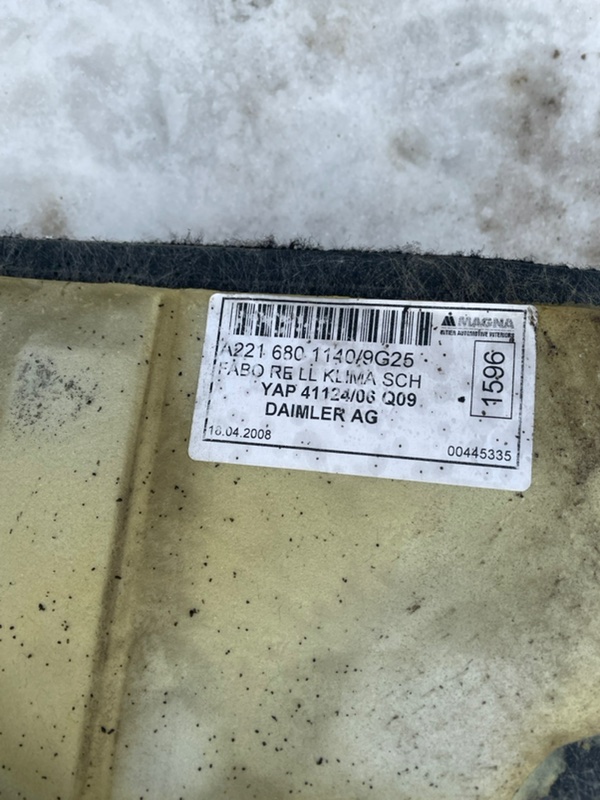 MAGNA
A221 680 1140/9G25
FABO RE LL KLIMA SCH
YAP 41124/06 Q09
DAIMLER AG
1596
18.04.2008
00445335